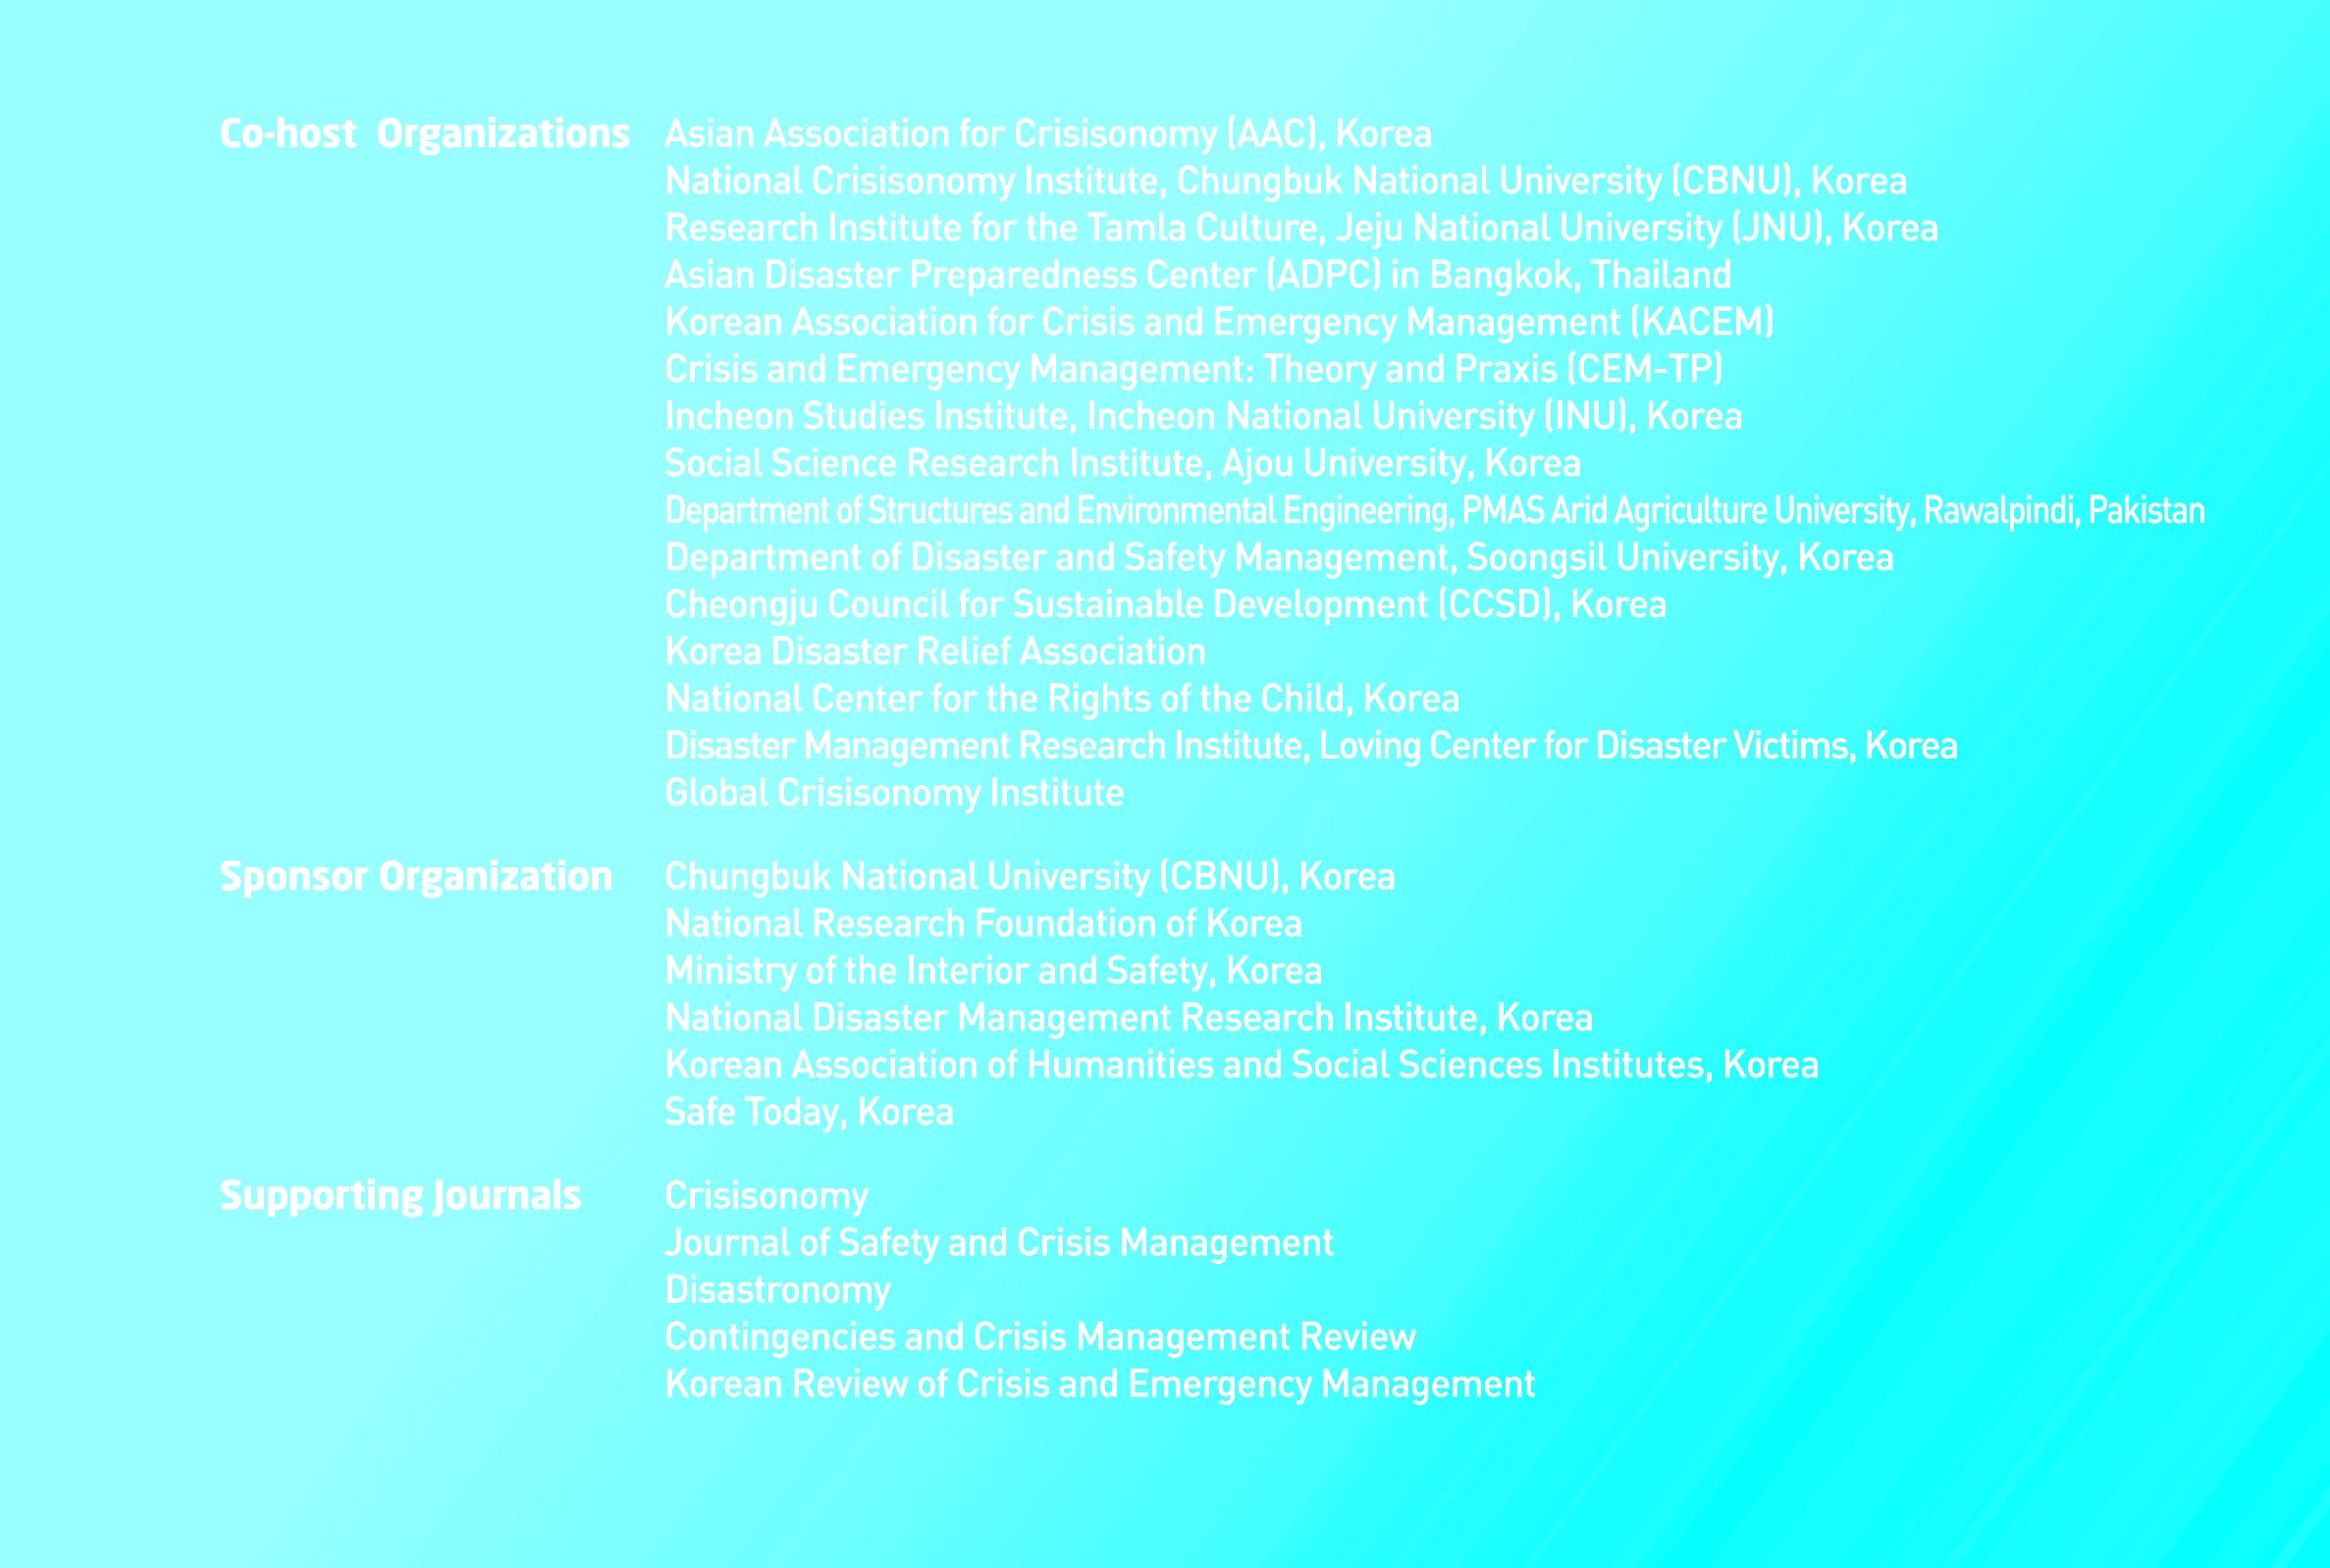 Co-host Organizations Asian Association for Crisisonomy (AAC), Korea
National Crisisonomy Institute, Chungbuk National University (CBNU), Korea
Research Institute for the Tamla Culture, Jeju National University (JNU), Korea
Asian Disaster Preparedness Center (ADPC) in Bangkok, Thailand
Korean Association for Crisis and Emergency Management (KACEM)
Crisis and Emergency Management: Theory and Praxis (CEM-TP)
Incheon Studies Institute, Incheon National University (INU), Korea
Social Science Research Institute, Ajou University, Korea
Department of Structures and Environmental Engineering, PMAS Arid Agriculture University, Rawalpindi, Pakistan
Department of Disaster and Safety Management, Soongsil University, Korea
Cheongju Council for Sustainable Development (CCSD), Korea
Korea Disaster Relief Association
National Center for the Rights of the Child, Korea
Disaster Management Research Institute, Loving Center for Disaster Victims, Korea
Global Crisisonomy Institute
Sponsor Organization Chungbuk National University (CBNU), Korea
National Research Foundation of Korea
Ministry of the Interior and Safety, Korea
National Disaster Management Research Institute, Korea
Korean Association of Humanities and Social Sciences Institutes, Korea
Safe Today, Korea
Supporting Journals Crisisonomy
Journal of Safety and Crisis Management
Disastronomy
Contingencies and Crisis Management Review
Korean Review of Crisis and Emergency Management